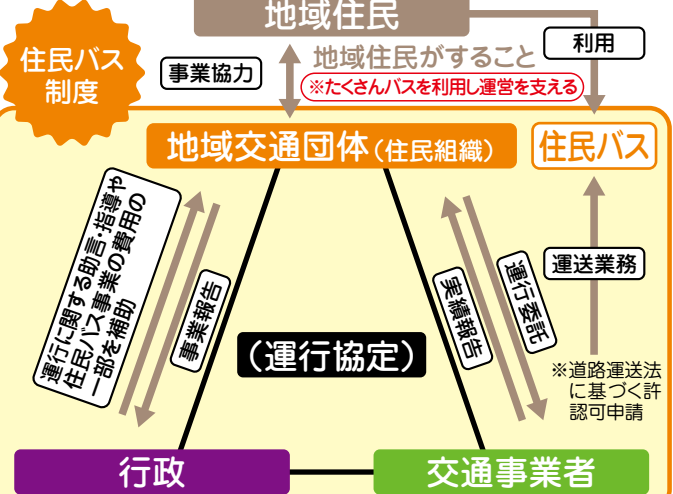 地域住民
住民バス
制度
事業協力
地域住民がすること
※たくさんバスを利用し運営を支える
利用
地域交通団体(住民組織)
住民バス
運行に関する助言・指導や
住民バス事業の費用の
一部を補助
事業報告
(運行協定)
実績報告
運行委託
運送業務
※道路運送法
に基づく許
認可申請
行政
交通事業者